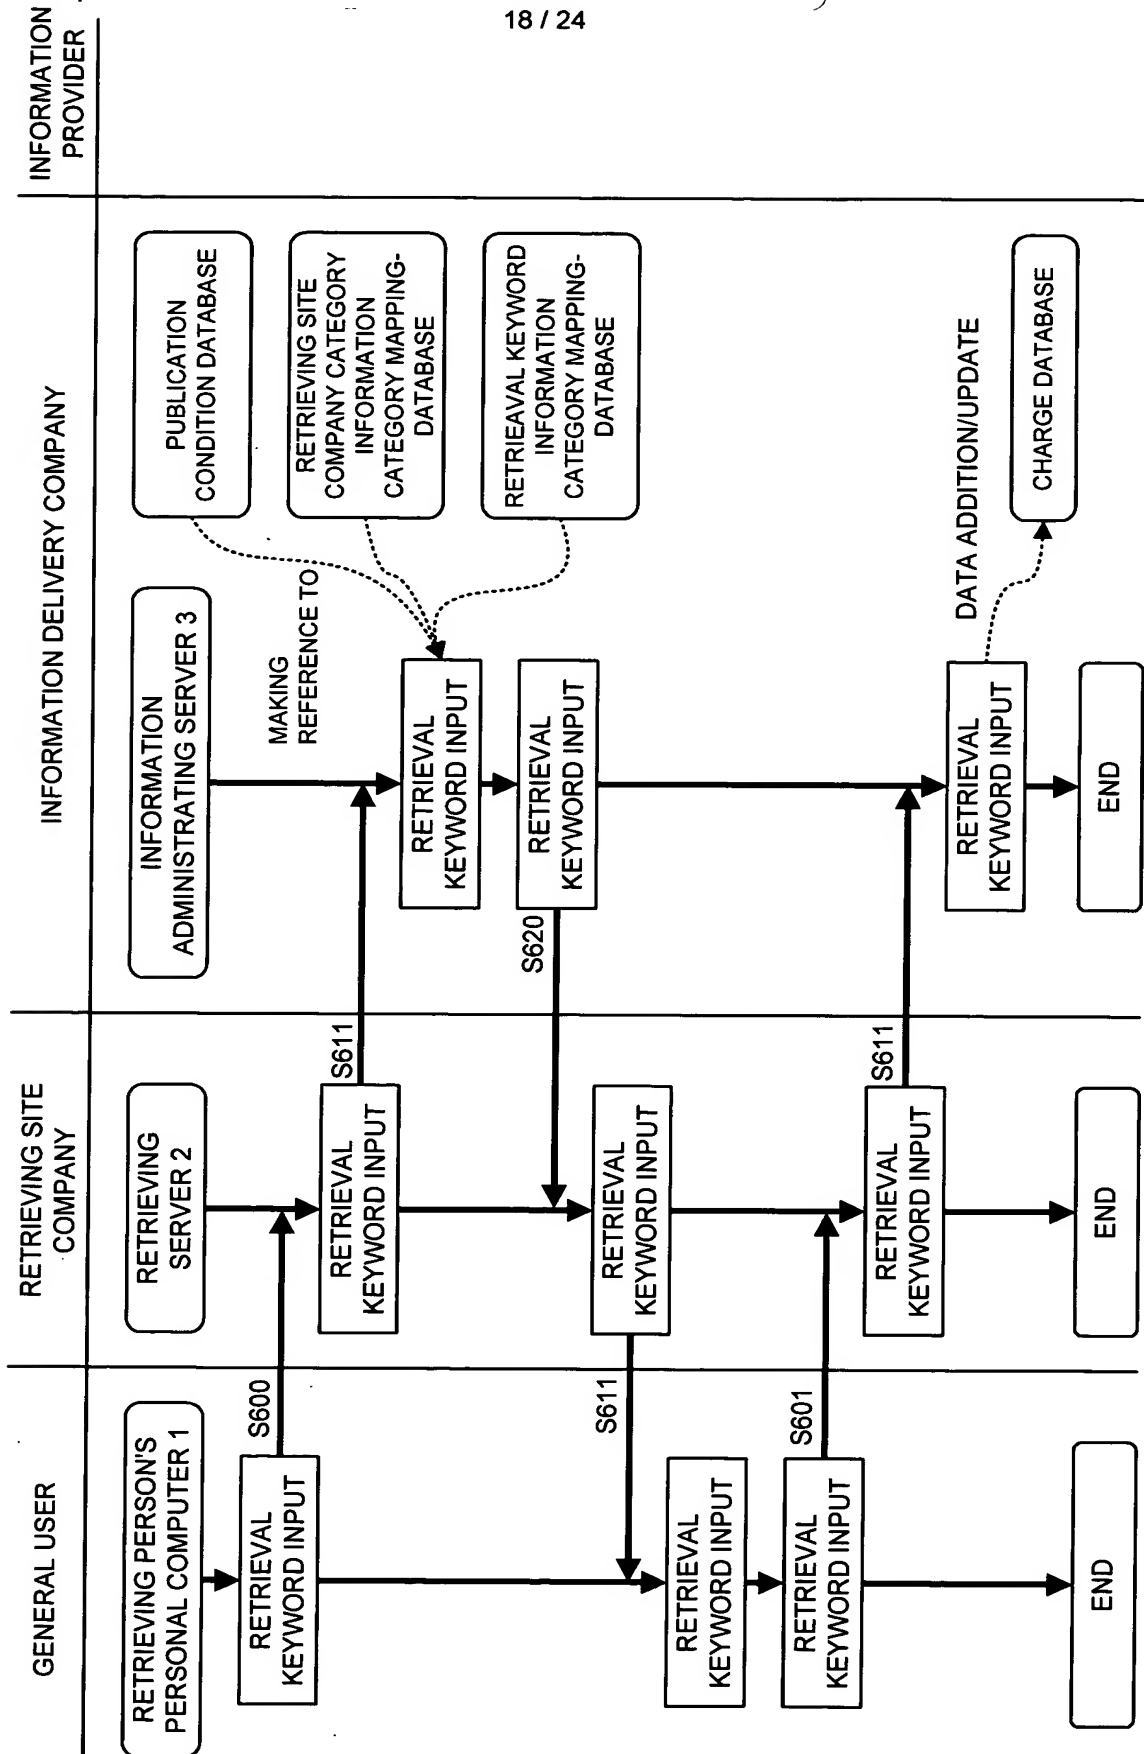 18 / 24
GENERAL USER
RETRIEVING SITE
COMPANY
INFORMATION DELIVERY COMPANY
INFORMATION
PROVIDER
RETRIEVING PERSON'S
PERSONAL COMPUTER 1
RETRIEVING
SERVER 2
INFORMATION
ADMINISTRATING SERVER 3
PUBLICATION
CONDITION DATABASE
RETRIEVAL
KEYWORD INPUT
S600
RETRIEVAL
KEYWORD INPUT
S611
MAKING
REFERENCE TO
RETRIEVING SITE
COMPANY CATEGORY
INFORMATION
CATEGORY MAPPING-
DATABASE
RETRIEVAL
KEYWORD INPUT
RETRIEAVAL KEYWORD
INFORMATION
CATEGORY MAPPING-
DATABASE
RETRIEVAL
KEYWORD INPUT
S620
RETRIEVAL
KEYWORD INPUT
S611
RETRIEVAL
KEYWORD INPUT
RETRIEVAL
KEYWORD INPUT
S601
RETRIEVAL
KEYWORD INPUT
S611
RETRIEVAL
KEYWORD INPUT
DATA ADDITION/UPDATE
CHARGE DATABASE
END
END
END